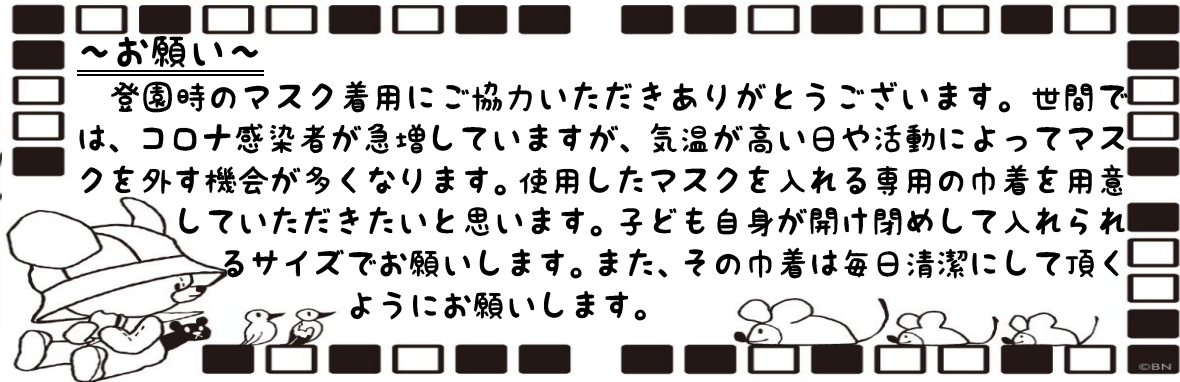 ～お願い～
登園時のマスク着用にご協力いただきありがとうございます。世間で
は、コロナ感染者が急増していますが、気温が高い日や活動によってマス
クを外す機会が多くなります。使用したマスクを入れる専用の巾着を用意
していただきたいと思います。子ども自身が開け閉めして入れられ
るサイズでお願いします。また、その巾着は毎日清潔にして頂く
ようにお願いします。
©BN